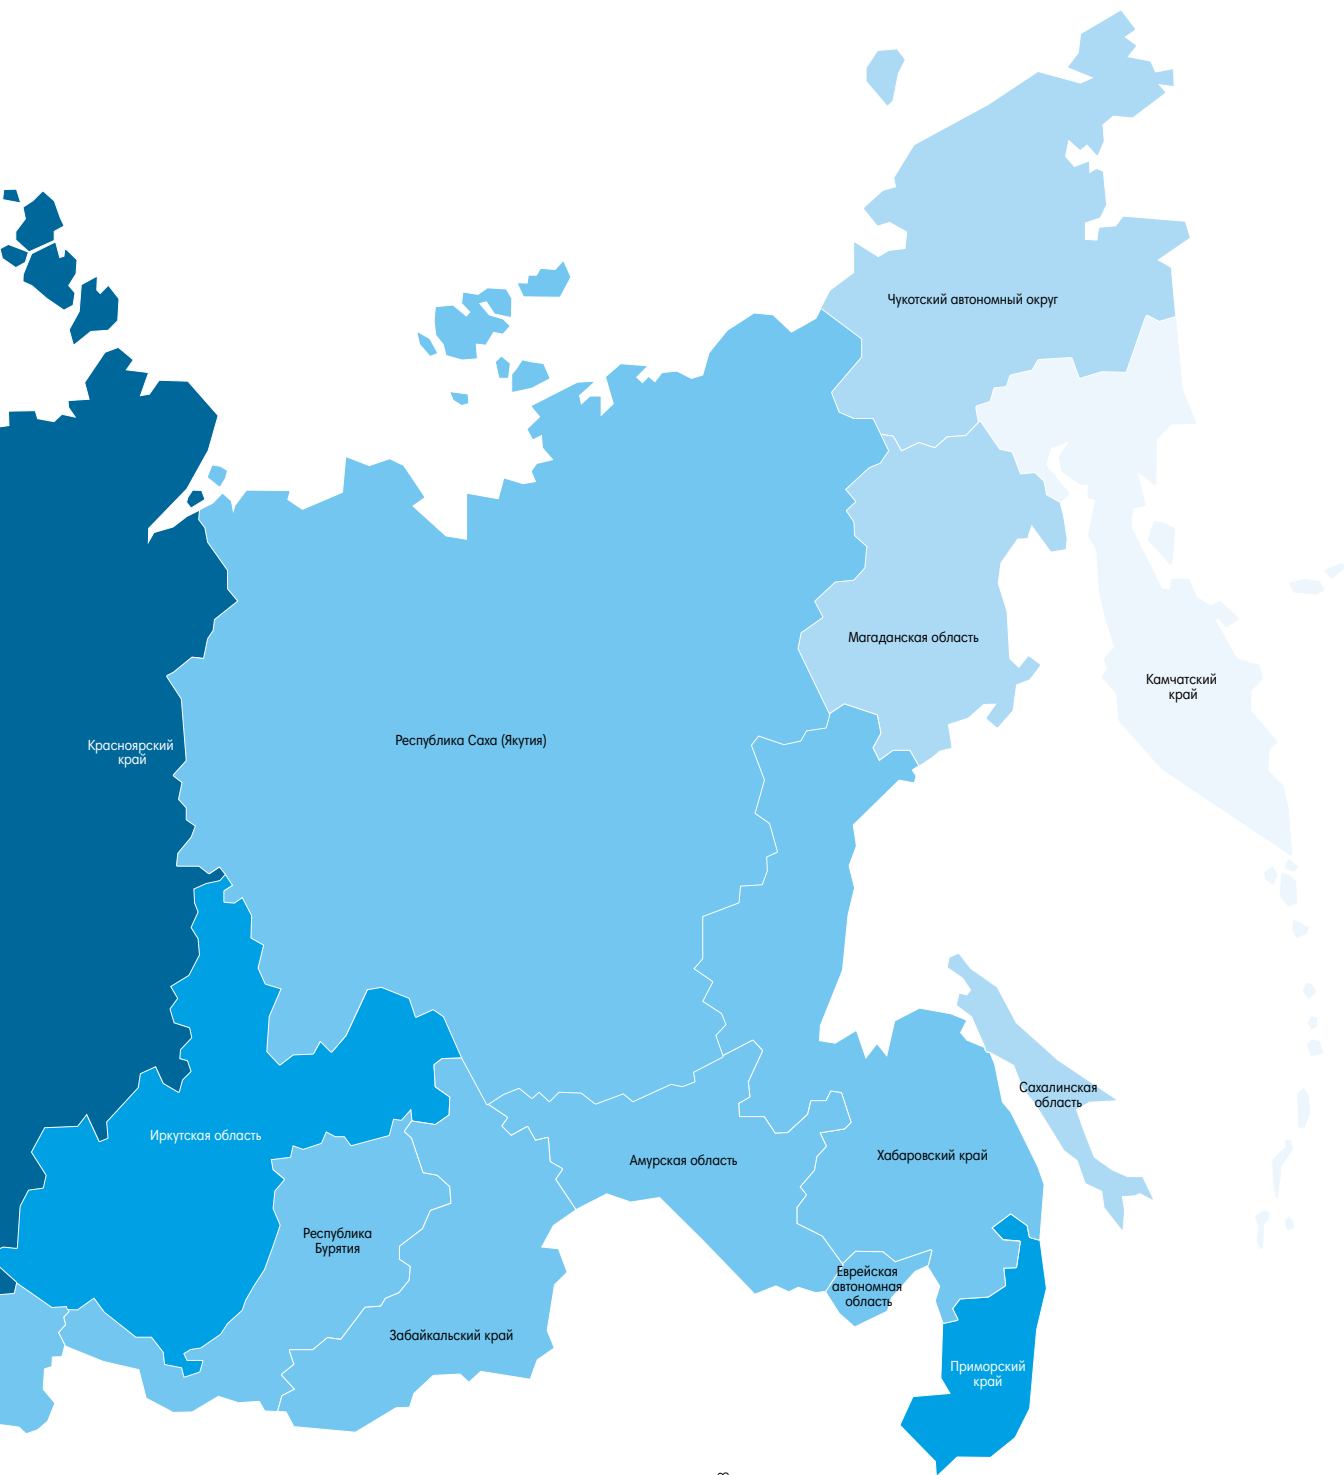 Чукотский автономный округ
Магаданская область
Камчатский
край
Республика Саха (Якутия)
Красноярский
край
Сахалинская
область
Иркутская область
Амурская область
Хабаровский край
Республика
Бурятия
Еврейская
автономная
область
Забайкальский край
Приморский
край